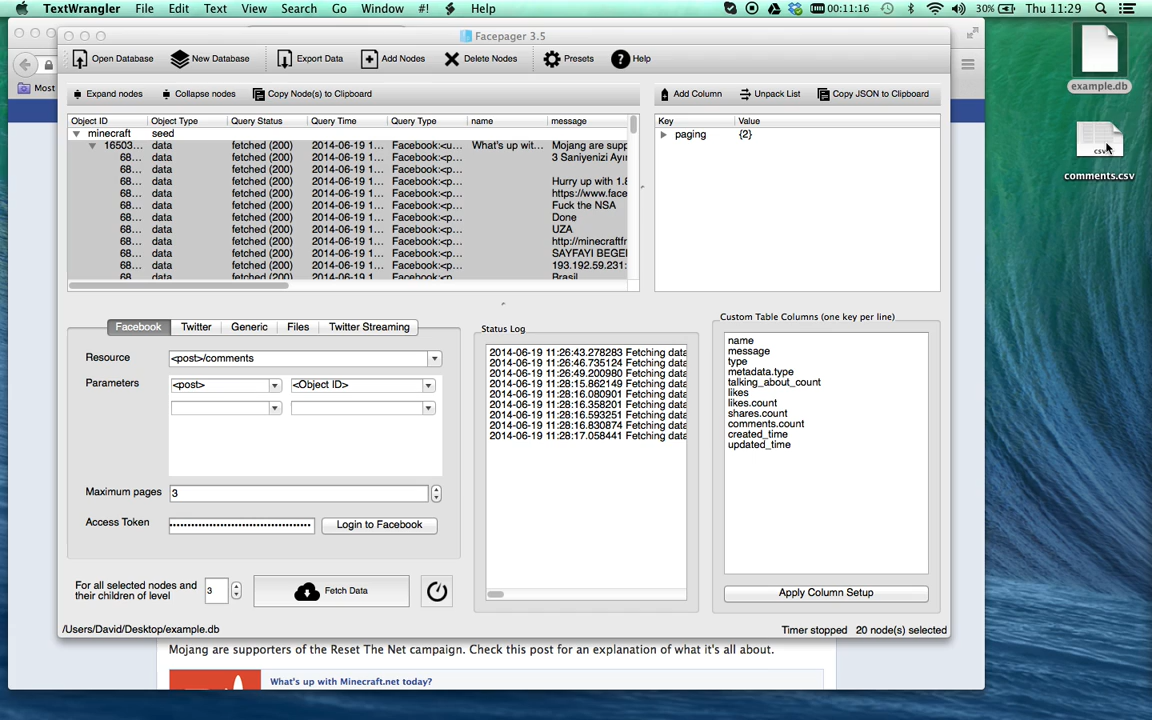 TextWrangler File Edit Text View Search Go Window #! Help 00:11:16 30% Thu 11:29
Facepager 3.5
Most
Open Database New Database Export Data Add Nodes Delete Nodes Presets Help
Expand nodes Collapse nodes Copy Node(s) to Clipboard Add Column Unpack List Copy JSON to Clipboard
Object ID Object Type Query Status Query Time Query Type name message
minecraft seed
16503... data fetched (200) 2014-06-19 1... Facebook:<u... What's up wit... Mojang are supp
68... data fetched (200) 2014-06-19 1... Facebook:<p... 3 Saniyenizi Ayır
68... data fetched (200) 2014-06-19 1... Facebook:<p...
68... data fetched (200) 2014-06-19 1... Facebook:<p... Hurry up with 1.8
68... data fetched (200) 2014-06-19 1... Facebook:<p... https://www.face
68... data fetched (200) 2014-06-19 1... Facebook:<p... Fuck the NSA
68... data fetched (200) 2014-06-19 1... Facebook:<p... Done
68... data fetched (200) 2014-06-19 1... Facebook:<p... UZA
68... data fetched (200) 2014-06-19 1... Facebook:<p... http://minecraftfr
68... data fetched (200) 2014-06-19 1... Facebook:<p... SAYFAYI BEGEI
68... data fetched (200) 2014-06-19 1... Facebook:<p... 193.192.59.231:
68... data fetched (200) 2014-06-19 1... Facebook:<p... Brasil
Key Value
paging {2}
example.db
CSV
comments.csv
Facebook Twitter Generic Files Twitter Streaming
Resource <post>/comments
Parameters <post> <Object ID>
Maximum pages 3
Access Token Login to Facebook
For all selected nodes and
their children of level 3 Fetch Data
Status Log
2014-06-19 11:26:43.278283 Fetching data
2014-06-19 11:26:46.735124 Fetching data
2014-06-19 11:26:49.200980 Fetching data
2014-06-19 11:28:15.862149 Fetching data
2014-06-19 11:28:16.080901 Fetching data
2014-06-19 11:28:16.358201 Fetching data
2014-06-19 11:28:16.593251 Fetching data
2014-06-19 11:28:16.830874 Fetching data
2014-06-19 11:28:17.058441 Fetching data
Custom Table Columns (one key per line)
name
message
type
metadata.type
talking_about_count
likes
likes.count
shares.count
comments.count
created_time
updated_time
Apply Column Setup
/Users/David/Desktop/example.db Timer stopped 20 node(s) selected
Mojang are supporters of the Reset The Net campaign. Check this post for an explanation of what it's all about.
What's up with Minecraft.net today?